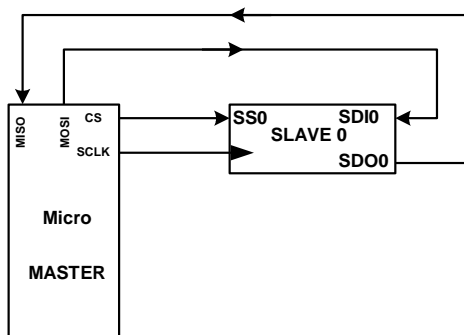 MISO
MOSI
CS
SCLK
Micro
MASTER
SS0
SDI0
SLAVE 0
SDO0